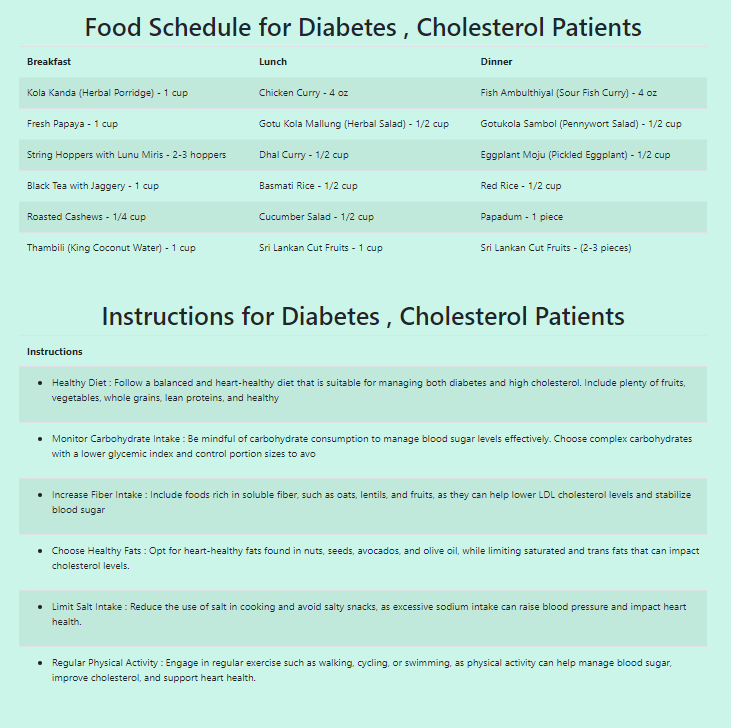 Food Schedule for Diabetes , Cholesterol Patients
Breakfast Lunch Dinner
Kola Kanda (Herbal Porridge) - 1 cup Chicken Curry - 4 oz Fish Ambulthiyal (Sour Fish Curry) - 4 oz
Fresh Papaya - 1 cup Gotu Kola Mallung (Herbal Salad) - 1/2 cup Gotukola Sambol (Pennywort Salad) - 1/2 cup
String Hoppers with Lunu Miris - 2-3 hoppers Dhal Curry - 1/2 cup Eggplant Moju (Pickled Eggplant) - 1/2 cup
Black Tea with Jaggery - 1 cup Basmati Rice - 1/2 cup Red Rice - 1/2 cup
Roasted Cashews - 1/4 cup Cucumber Salad - 1/2 cup Papadum - 1 piece
Thambili (King Coconut Water) - 1 cup Sri Lankan Cut Fruits - 1 cup Sri Lankan Cut Fruits - (2-3 pieces)
Instructions for Diabetes , Cholesterol Patients
Instructions
• Healthy Diet : Follow a balanced and heart-healthy diet that is suitable for managing both diabetes and high cholesterol. Include plenty of fruits,
vegetables, whole grains, lean proteins, and healthy
• Monitor Carbohydrate Intake : Be mindful of carbohydrate consumption to manage blood sugar levels effectively. Choose complex carbohydrates
with a lower glycemic index and control portion sizes to avo
• Increase Fiber Intake : Include foods rich in soluble fiber, such as oats, lentils, and fruits, as they can help lower LDL cholesterol levels and stabilize
blood sugar
• Choose Healthy Fats : Opt for heart-healthy fats found in nuts, seeds, avocados, and olive oil, while limiting saturated and trans fats that can impact
cholesterol levels.
• Limit Salt Intake : Reduce the use of salt in cooking and avoid salty snacks, as excessive sodium intake can raise blood pressure and impact heart
health.
• Regular Physical Activity : Engage in regular exercise such as walking, cycling, or swimming, as physical activity can help manage blood sugar,
improve cholesterol, and support heart health.